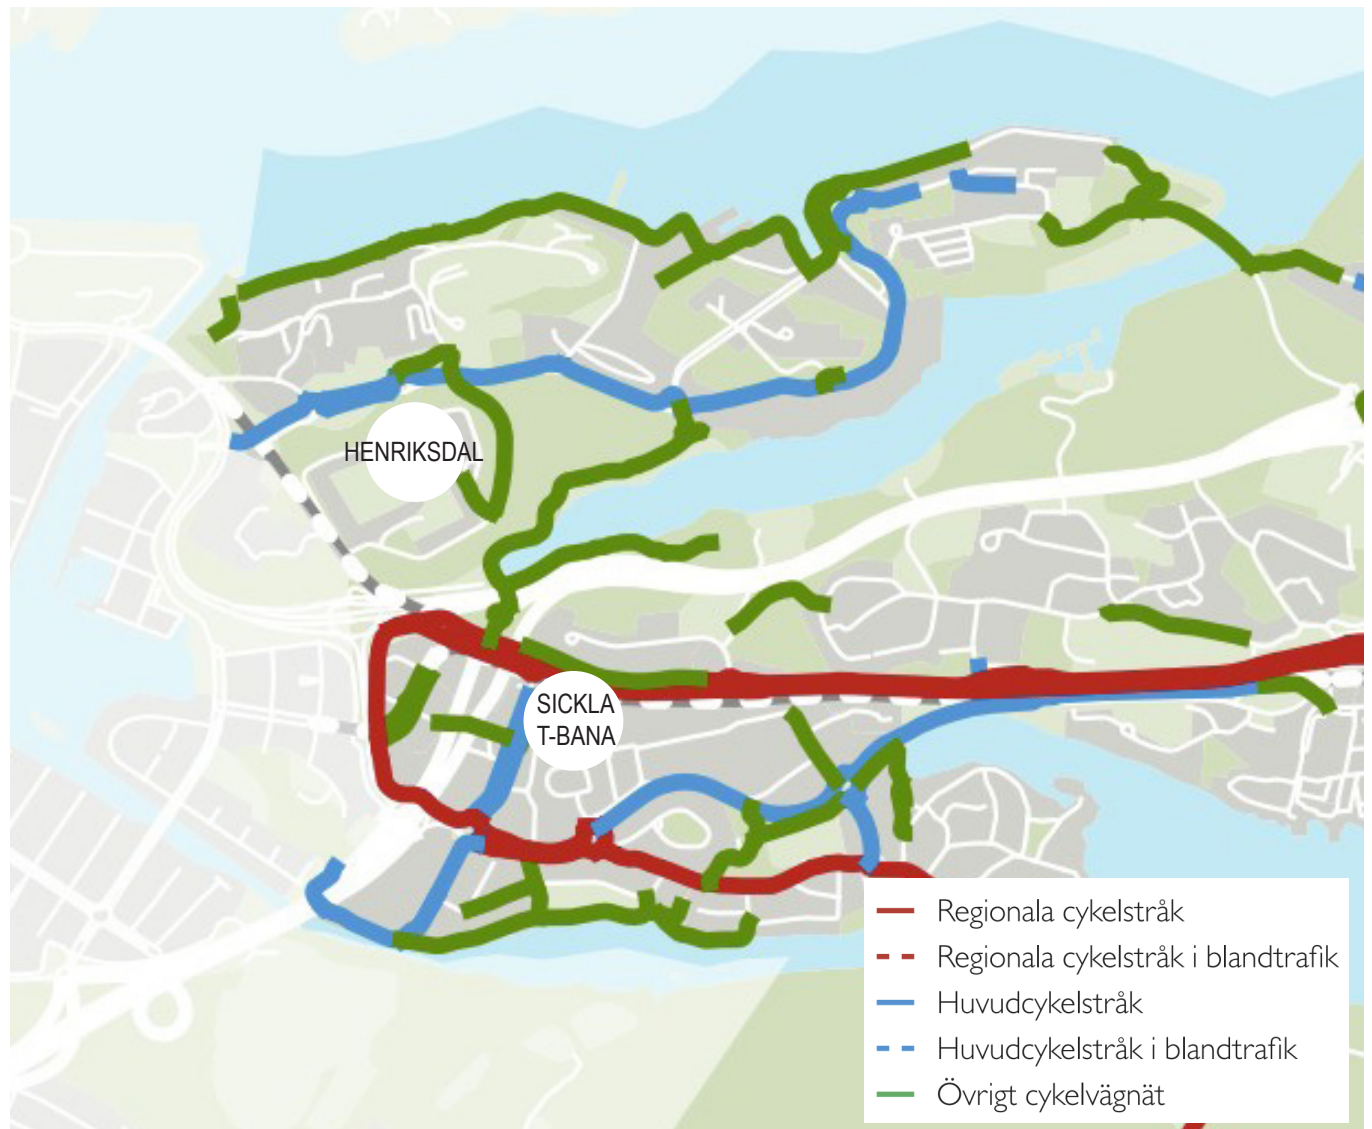 HENRIKSDAL
SICKLA
T-BANA
Regionala cykelstråk
Regionala cykelstråk i blandtrafik
Huvudcykelstråk
Huvudcykelstråk i blandtrafik
Övrigt cykelvägnät